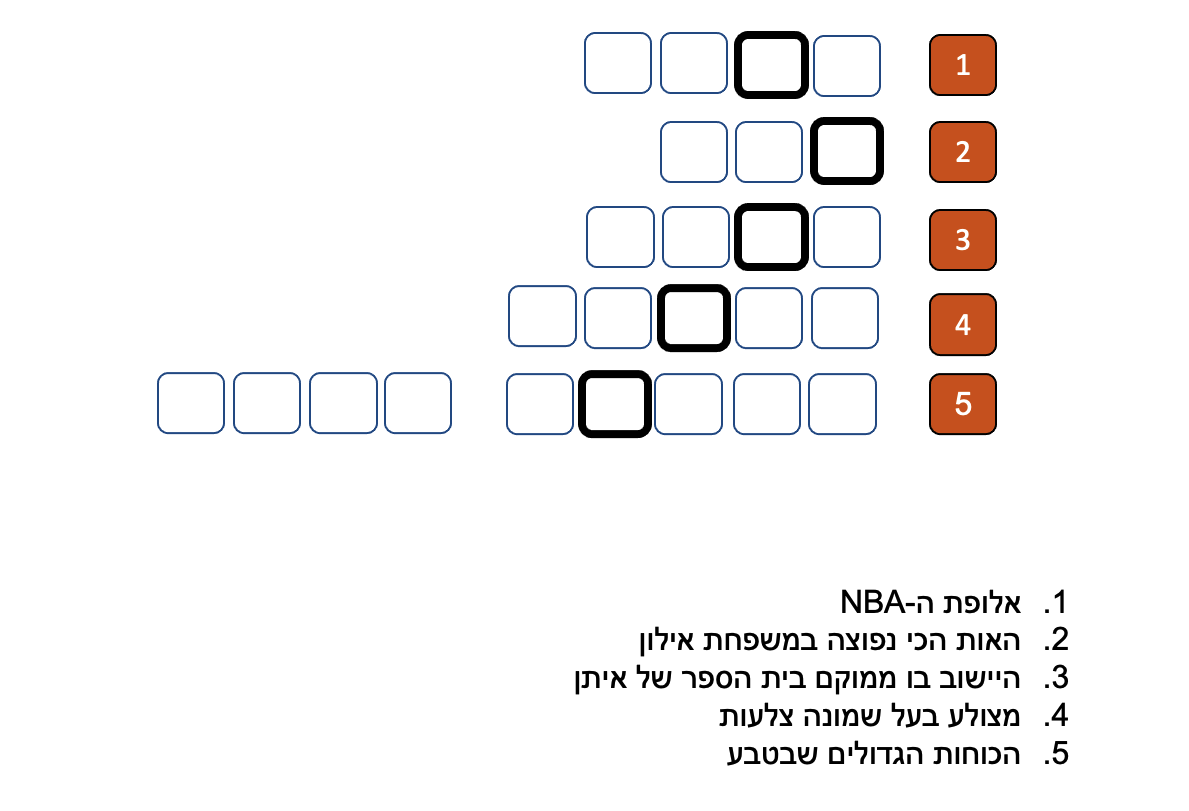 1
2
3
4
5
1. אלופת ה-NBA
2. האות הכי נפוצה במשפחת אילון
3. היישוב בו ממוקם בית הספר של איתן
4. מצולע בעל שמונה צלעות
5. הכוחות הגדולים שבטבע